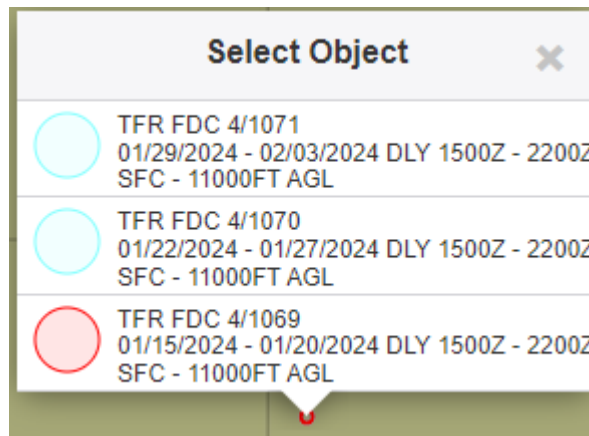 Select Object
TFR FDC 4/1071
01/29/2024 - 02/03/2024 DLY 1500Z - 2200Z
SFC - 11000FT AGL
TFR FDC 4/1070
01/22/2024 - 01/27/2024 DLY 1500Z - 2200Z
SFC - 11000FT AGL
TFR FDC 4/1069
01/15/2024 - 01/20/2024 DLY 1500Z - 2200Z
SFC - 11000FT AGL